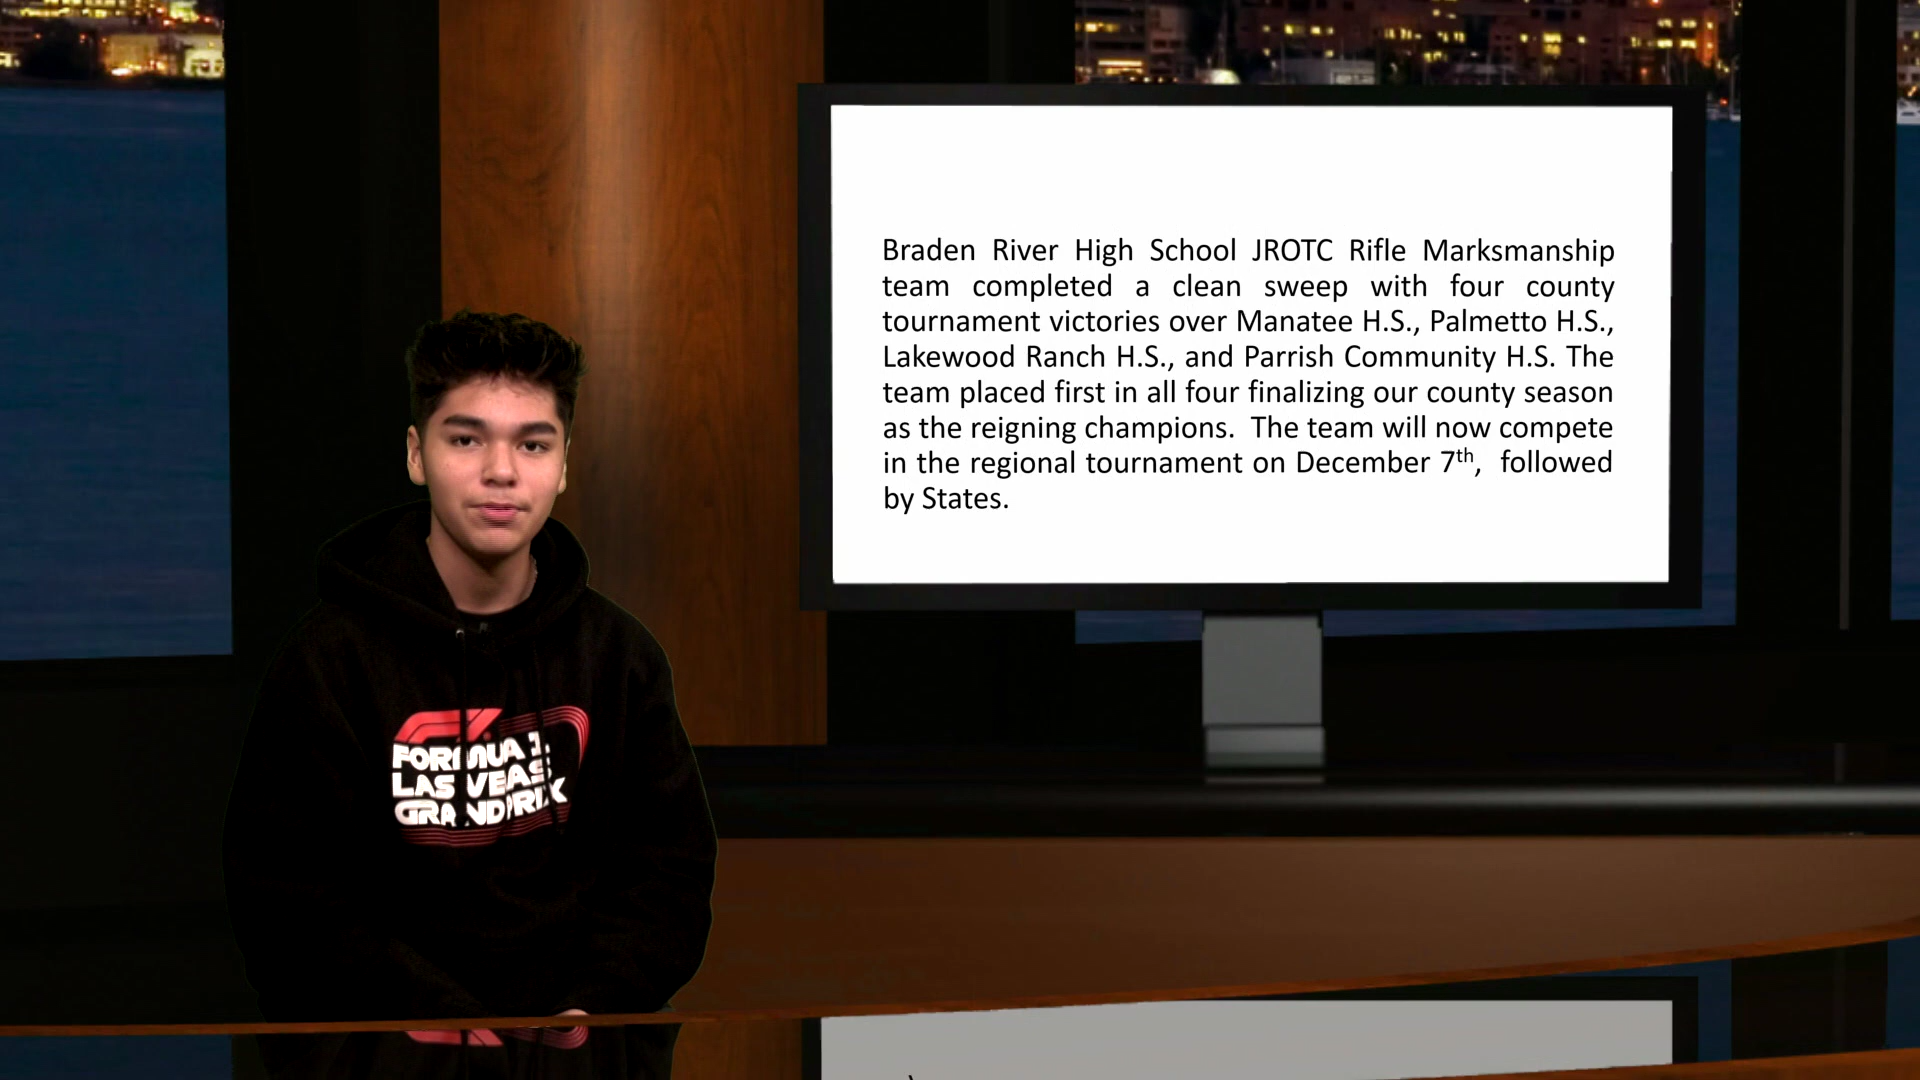 Braden River High School JROTC Rifle Marksmanship
team completed a clean sweep with four county
tournament victories over Manatee H.S., Palmetto H.S.,
Lakewood Ranch H.S., and Parrish Community H.S. The
team placed first in all four finalizing our county season
as the reigning champions. The team will now compete
in the regional tournament on December 7th, followed
by States.
FORMULA 1
LAS VEGAS
GRAND PRIX